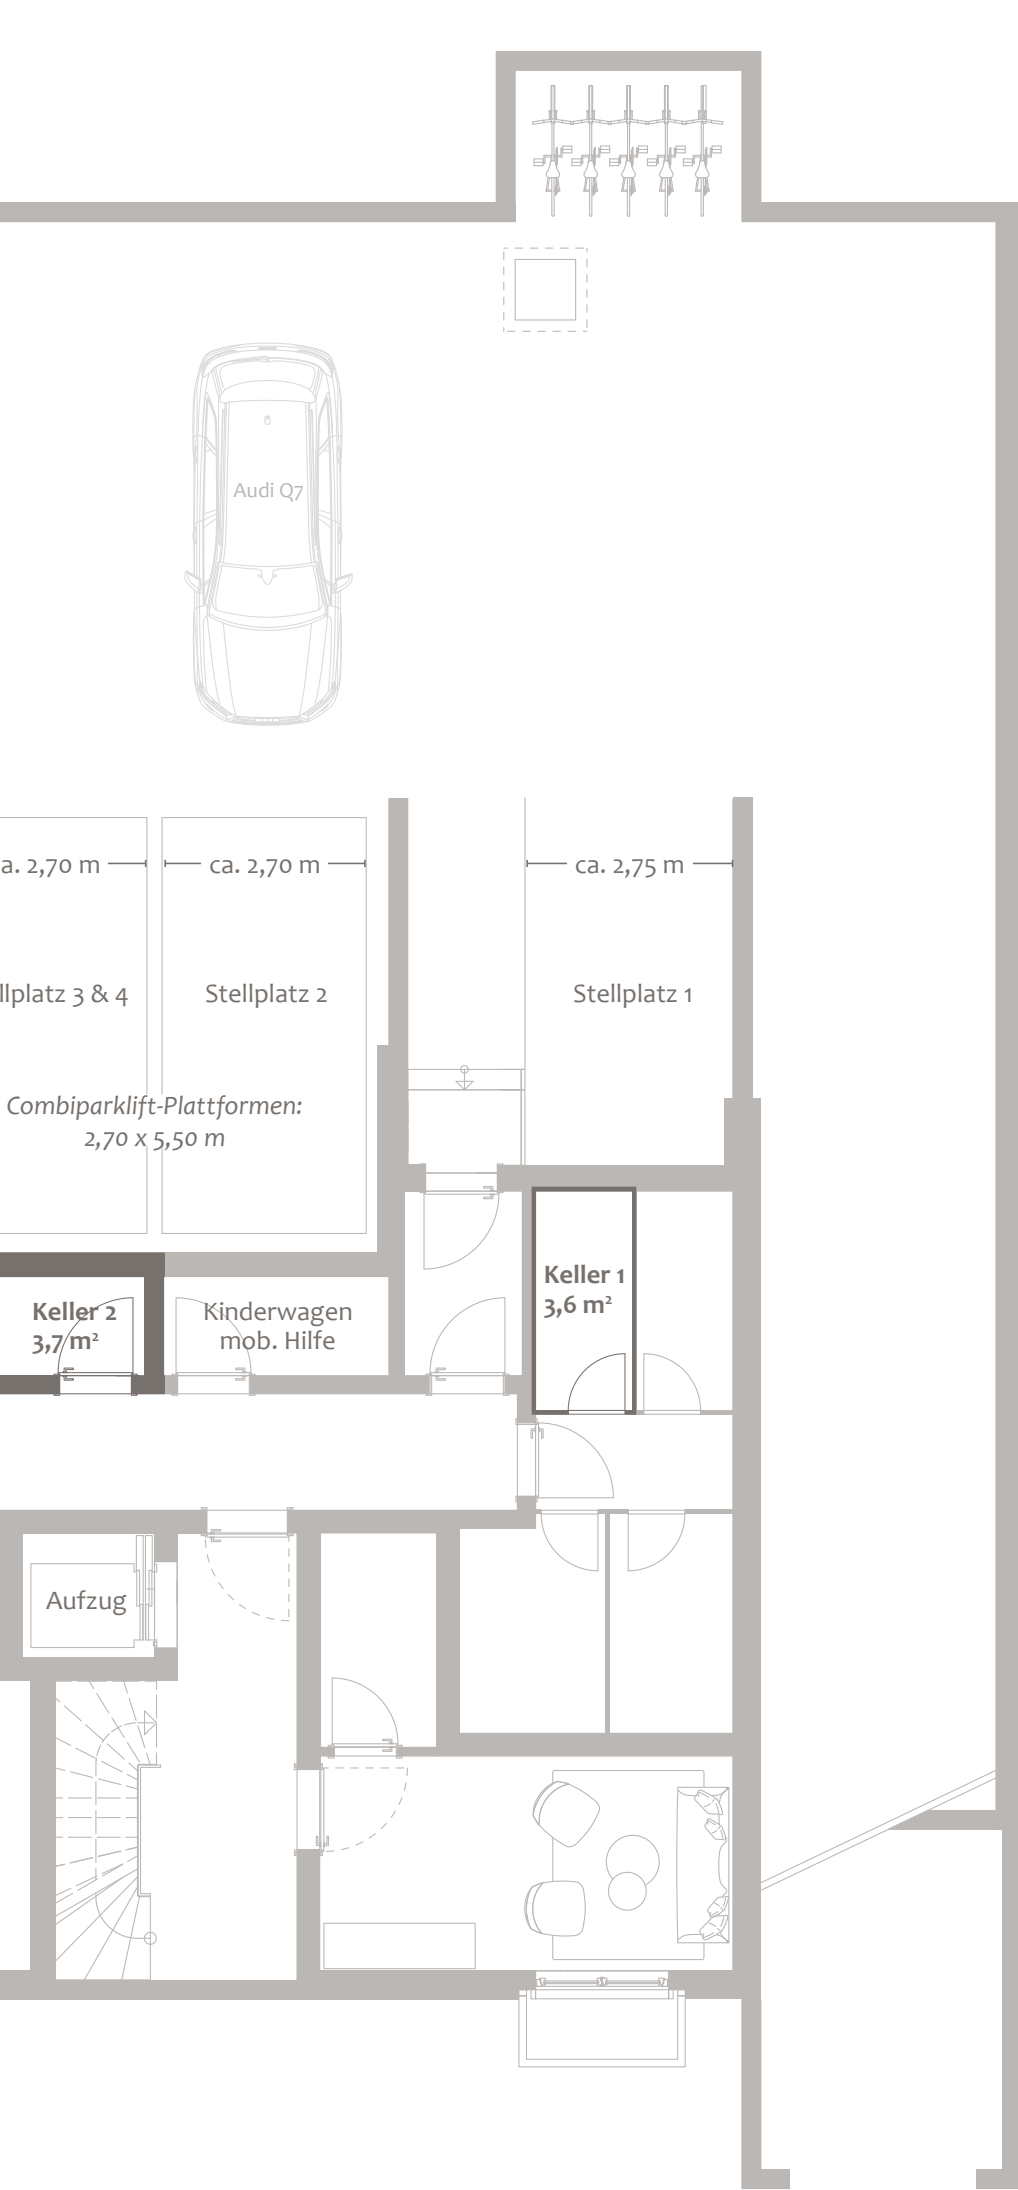 Audi Q7
a. 2,70 m
ca. 2,70 m
ca. 2,75 m
llplatz 3 & 4
Stellplatz 2
Stellplatz 1
Combiparklift-Plattformen:
2,70 x 5,50 m
Keller 1
3,6 m²
Keller 2
3,7 m²
Kinderwagen
mob. Hilfe
Aufzug